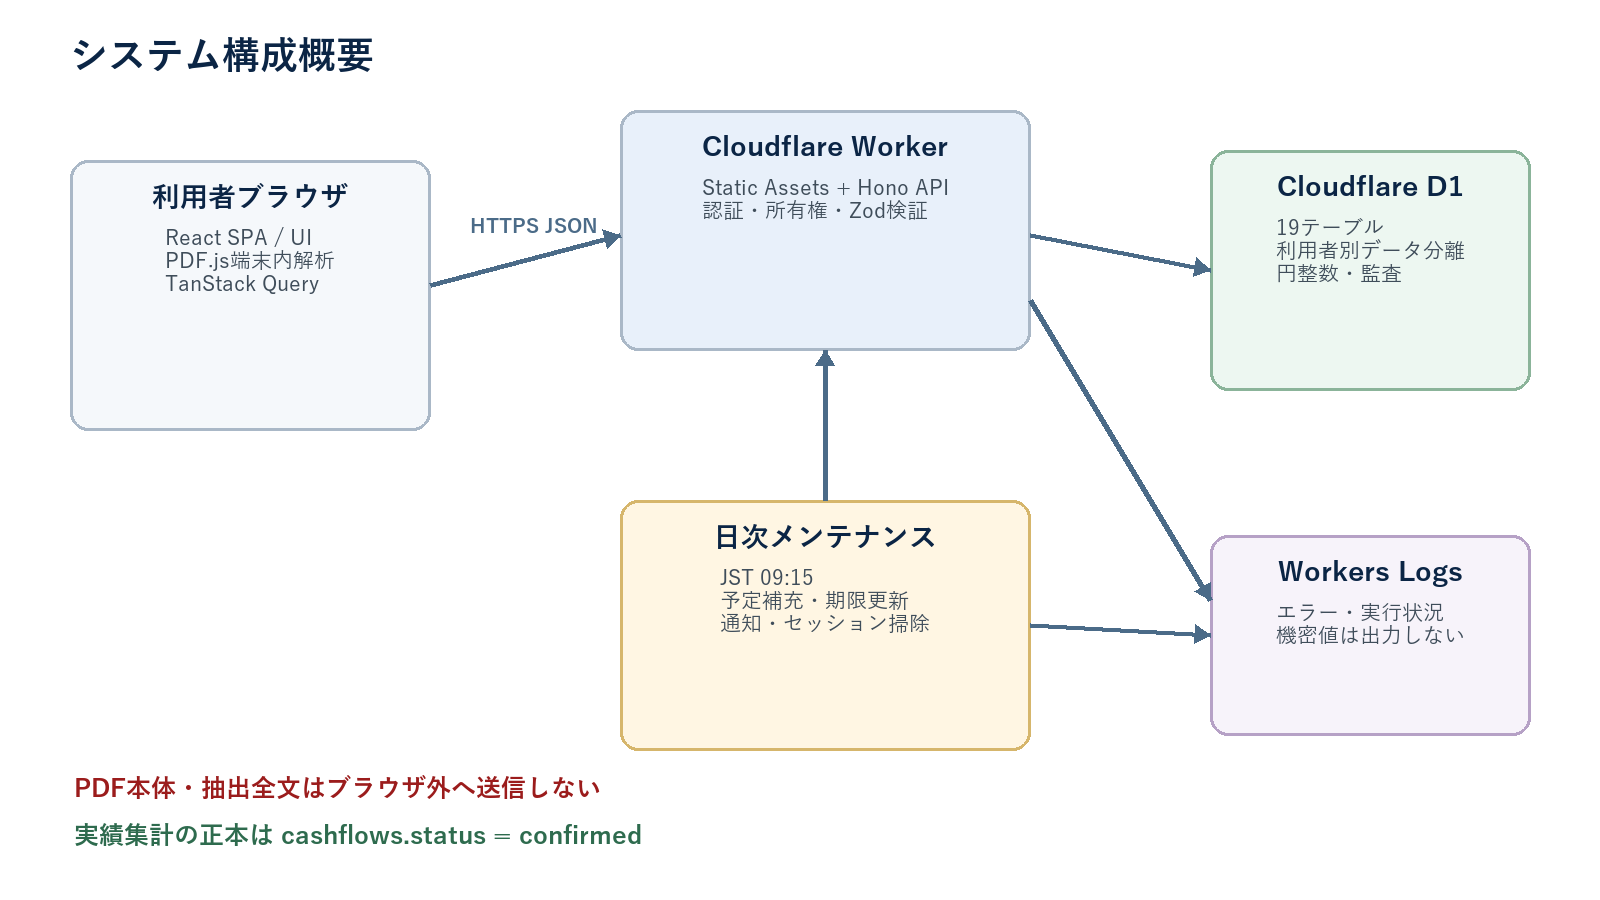 システム構成概要
利用者ブラウザ
React SPA / UI
PDF.js端末内解析
TanStack Query
HTTPS JSON
Cloudflare Worker
Static Assets + Hono API
認証・所有権・Zod検証
Cloudflare D1
19テーブル
利用者別データ分離
円整数・監査
日次メンテナンス
JST 09:15
予定補充・期限更新
通知・セッション掃除
Workers Logs
エラー・実行状況
機密値は出力しない
PDF本体・抽出全文はブラウザ外へ送信しない
実績集計の正本は cashflows.status = confirmed